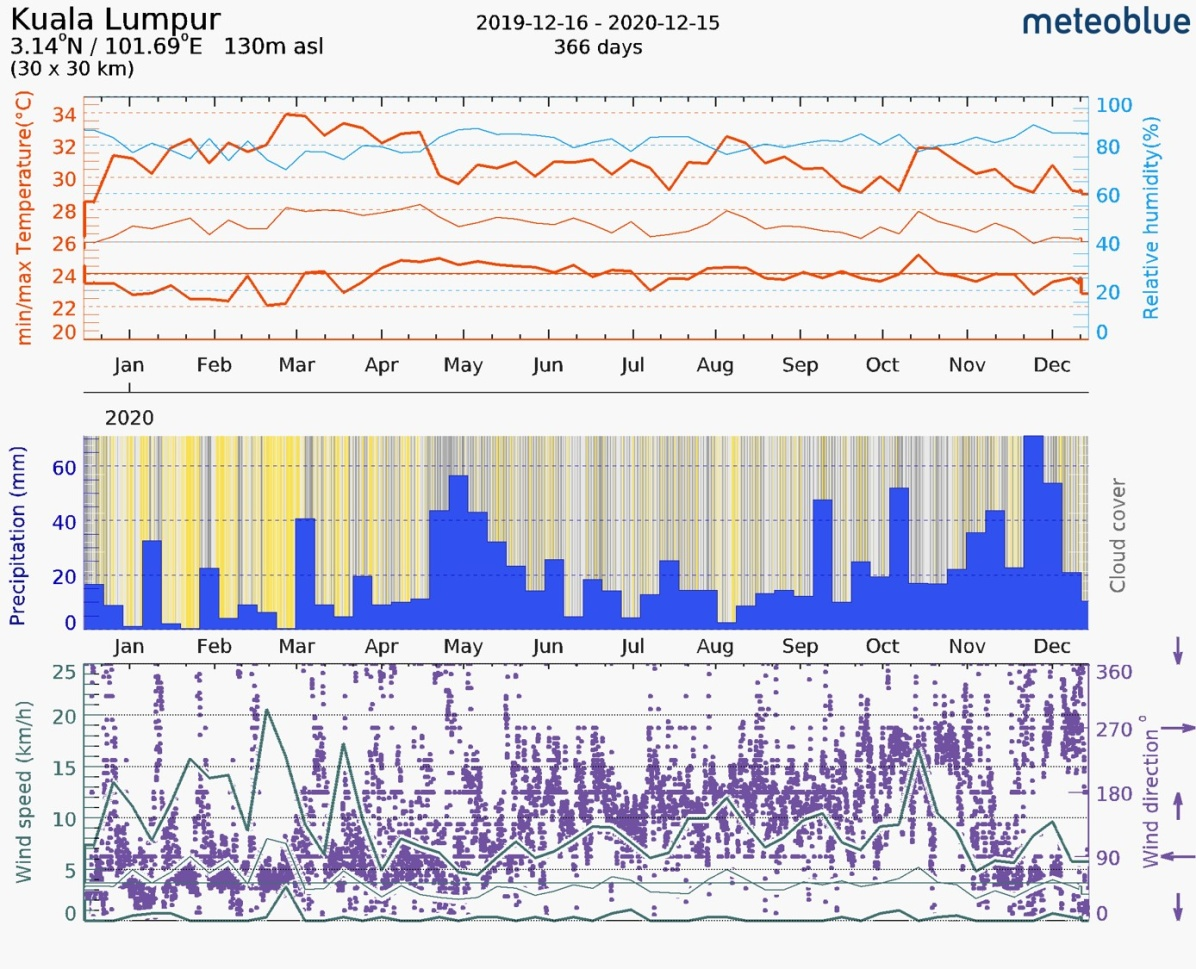 Kuala Lumpur
3.14°N / 101.69°E 130m asl
(30 x 30 km)
2019-12-16 - 2020-12-15
366 days
meteoblue
min/max Temperature(°C)
34
32
30
28
26
24
22
20
100
80
60
40
20
0
Relative humidity(%)
Jan Feb Mar Apr May Jun Jul Aug Sep Oct Nov Dec
2020
Precipitation (mm)
60
40
20
0
Cloud cover
Jan Feb Mar Apr May Jun Jul Aug Sep Oct Nov Dec
Wind speed (km/h)
25
20
15
10
5
0
360
270
180
90
0
Wind direction °